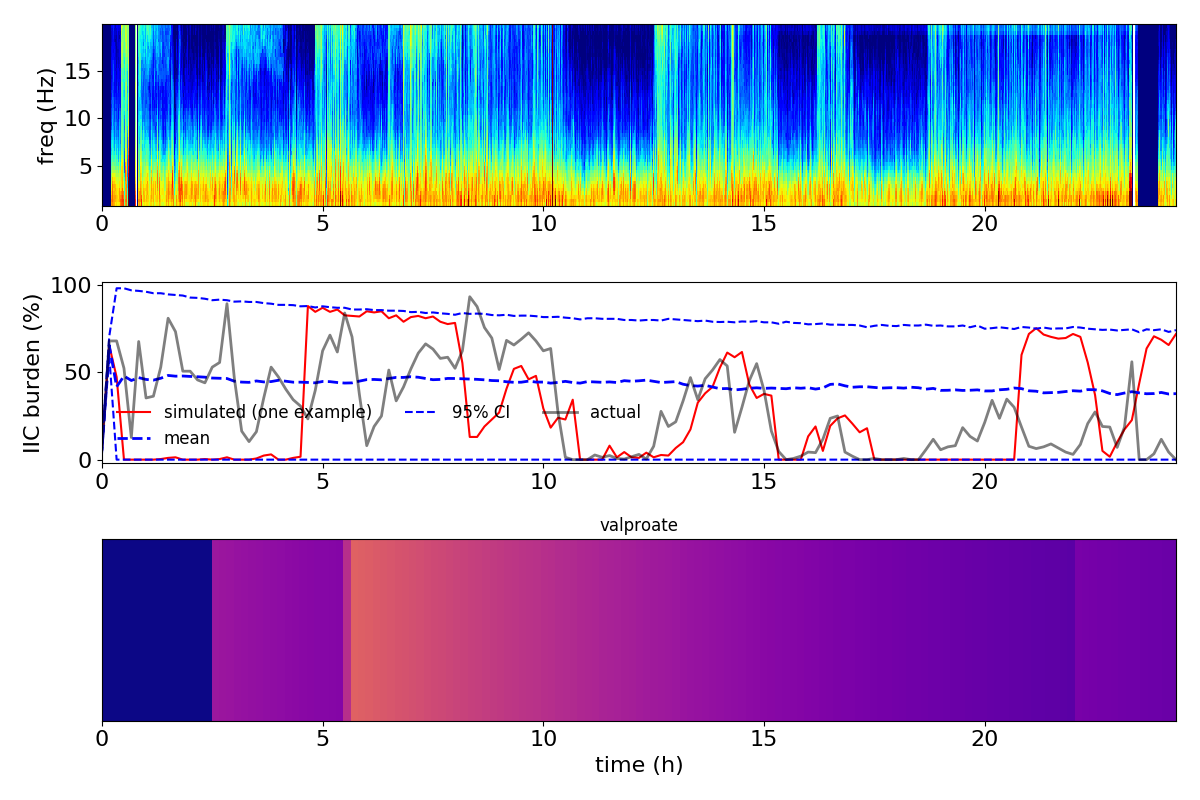 freq (Hz)
15
10
5
0 5 10 15 20
IIC burden (%)
100
50
0
simulated (one example) 95% CI actual
mean
0 5 10 15 20
valproate
0 5 10 15 20
time (h)